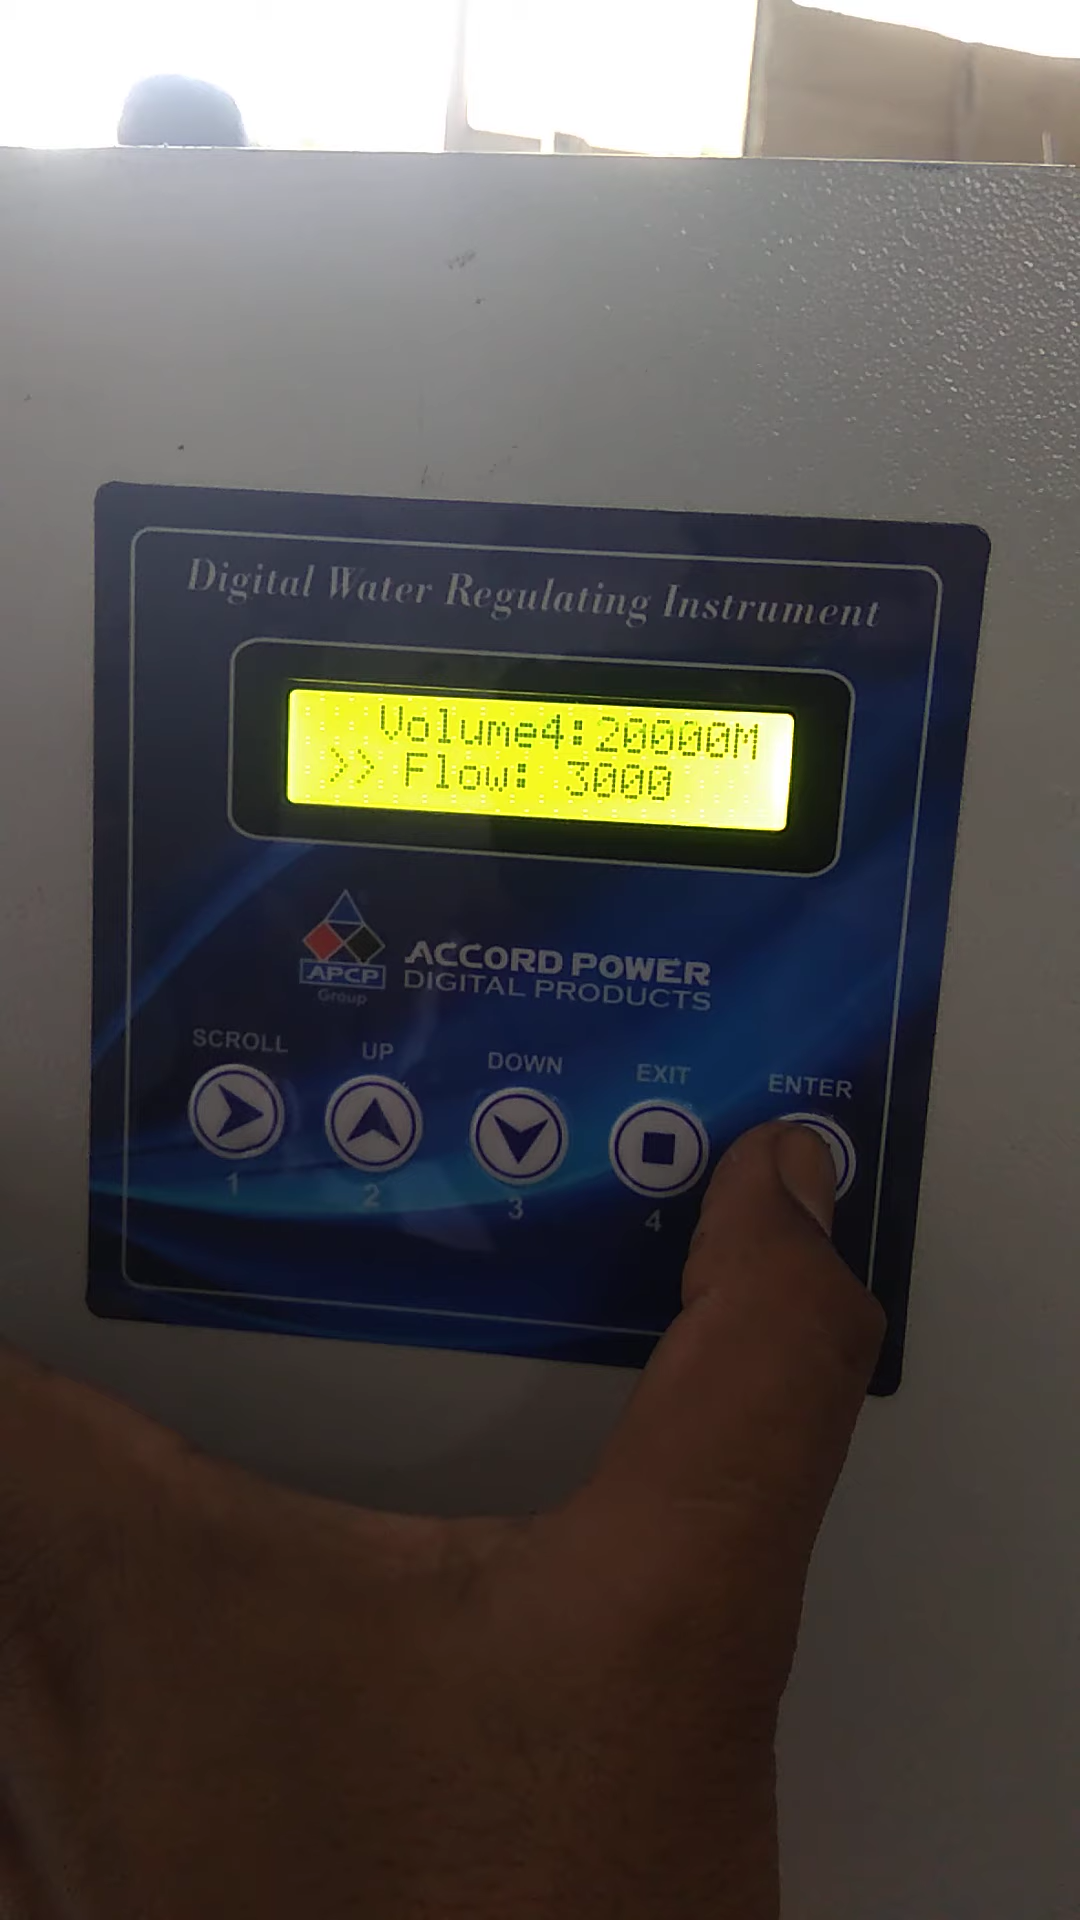 Digital Water Regulating Instrument
Volume4:20000M
>> Flow: 3000
APCP
Group
ACCORD POWER
DIGITAL PRODUCTS
SCROLL
UP
DOWN
EXIT
ENTER
1
2
3
4